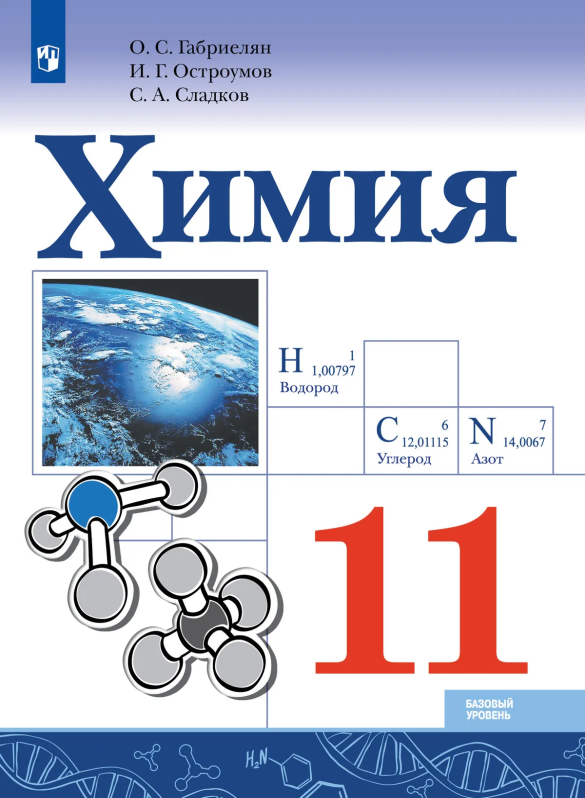 О. С. Габриелян
И. Г. Остроумов
С. А. Сладков
Химия
H 1
1,00797
Водород
C 6
12,01115
Углерод
N 7
14,0067
Азот
11
БАЗОВЫЙ
УРОВЕНЬ
H₂N